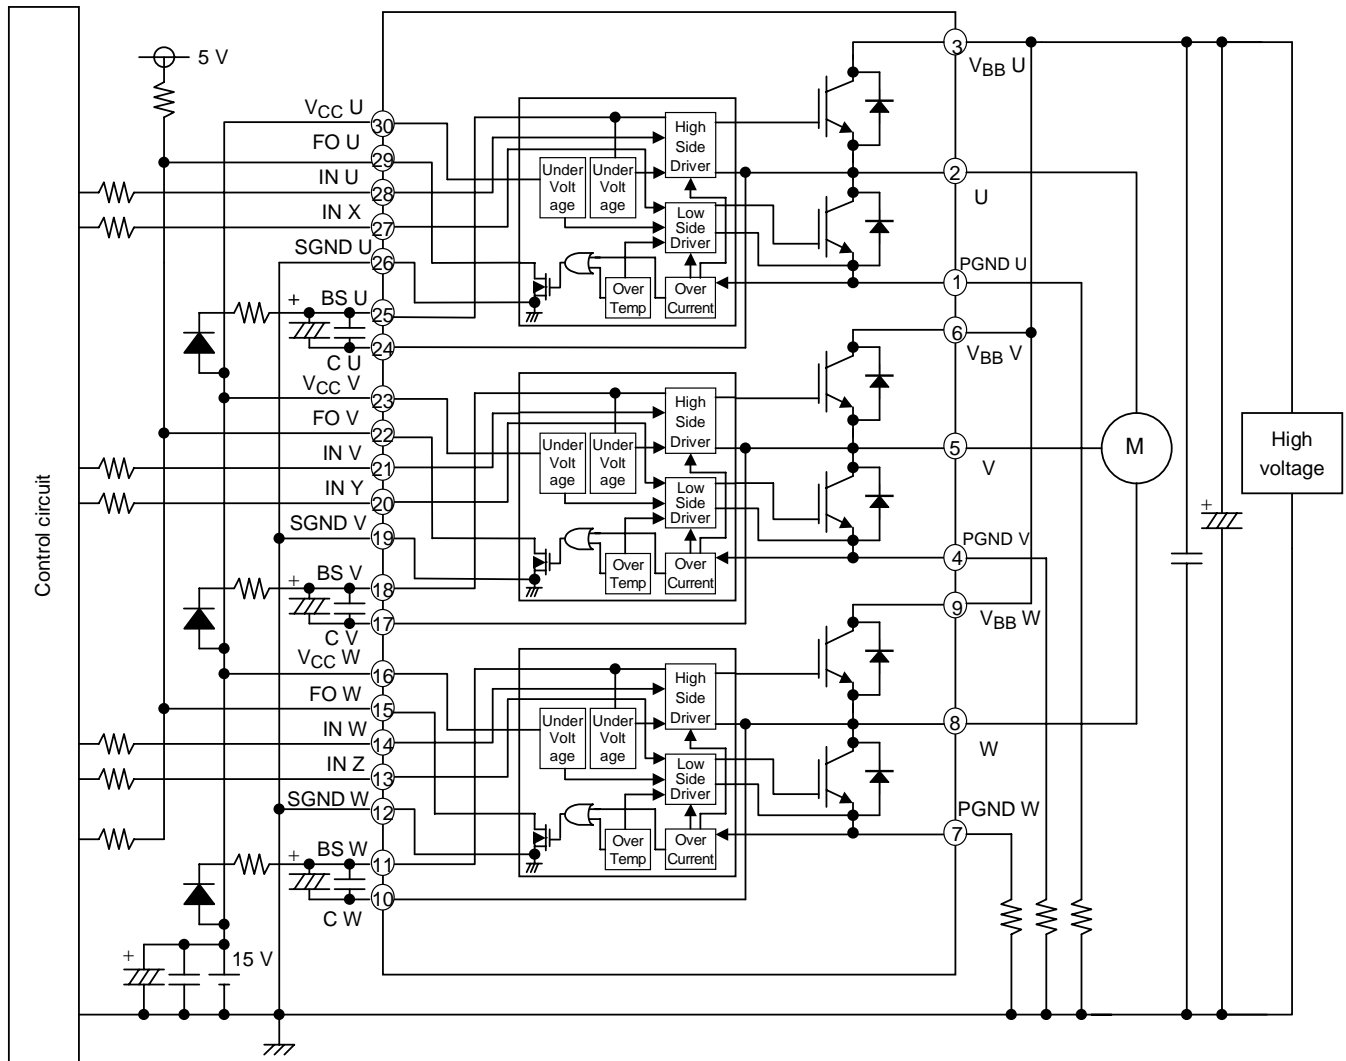 Control circuit
5 V
VCC U
30
FO U
29
IN U
28
IN X
27
SGND U
26
BS U
25
+
24
C U
VCC V
23
FO V
22
IN V
21
IN Y
20
SGND V
19
BS V
18
+
17
C V
VCC W
16
FO W
15
IN W
14
IN Z
13
SGND W
12
BS W
11
+
10
C W
+
15 V
Under
Volt
age
Under
Volt
age
High
Side
Driver
Low
Side
Driver
Over
Temp
Over
Current
Under
Volt
age
Under
Volt
age
High
Side
Driver
Low
Side
Driver
Over
Temp
Over
Current
Under
Volt
age
Under
Volt
age
High
Side
Driver
Low
Side
Driver
Over
Temp
Over
Current
3
VBB U
2
U
PGND U
1
6
VBB V
5
V
PGND V
4
9
VBB W
8
W
PGND W
7
M
+
High
voltage